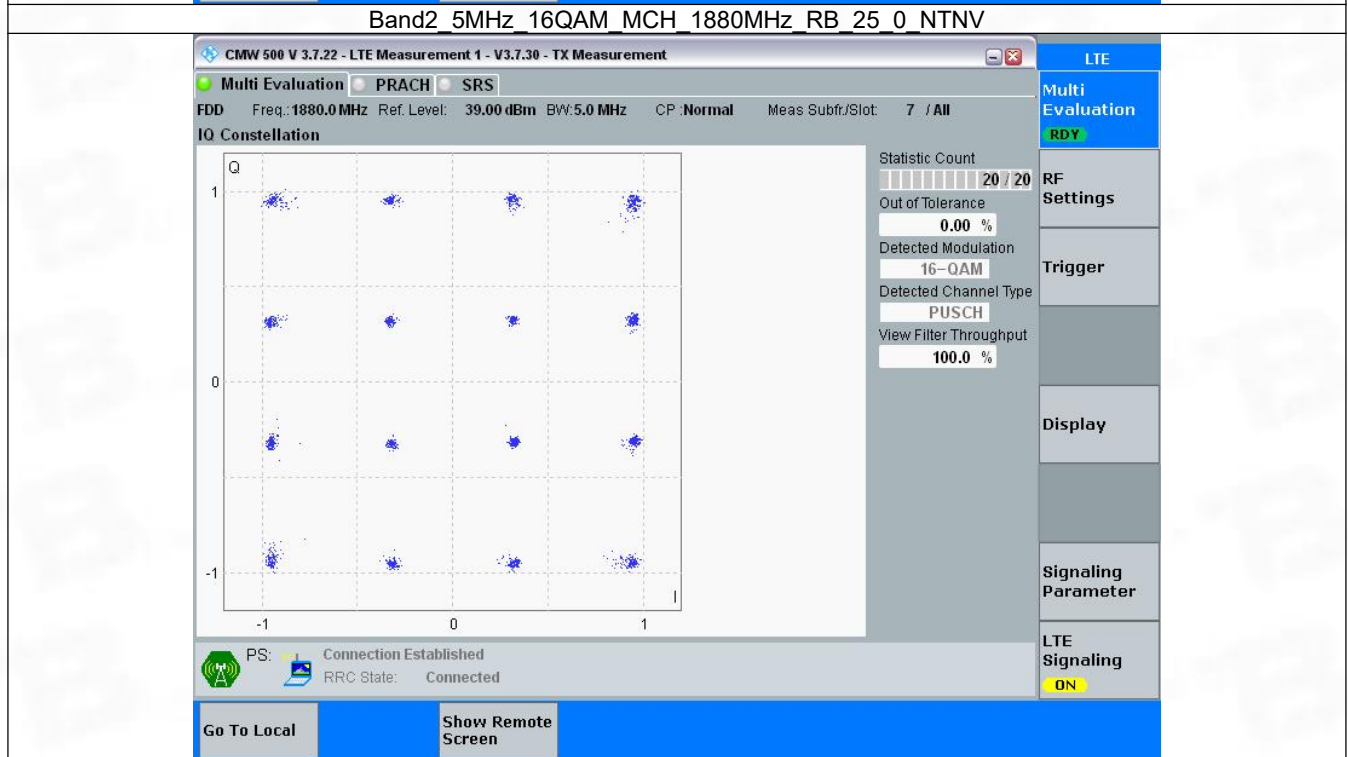 Band2_5MHz_16QAM_MCH_1880MHz_RB_25_0_NTNV
CMW 500 V 3.7.22 - LTE Measurement 1 - V3.7.30 - TX Measurement
LTE
Multi Evaluation PRACH SRS
Multi
Evaluation
RDY
FDD Freq.: 1880.0 MHz Ref. Level: 39.00 dBm BW: 5.0 MHz CP : Normal Meas Subfr./Slot: 7 / All
IQ Constellation
Q
1
0
-1
I
-1 0 1
Statistic Count
20 / 20
Out of Tolerance
0.00 %
Detected Modulation
16-QAM
Detected Channel Type
PUSCH
View Filter Throughput
100.0 %
RF
Settings
Trigger
Display
Signaling
Parameter
LTE
Signaling
ON
PS: Connection Established
RRC State: Connected
Go To Local
Show Remote
Screen